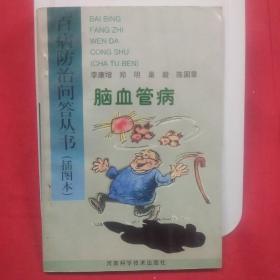 百病防治问答丛书(插图本)
BAI BING
FANG ZHI
WEN DA
CONG SHU
(CHA TU BEN)
李康增 郑明 巢毅 陈国章
脑血管病
河南科学技术出版社